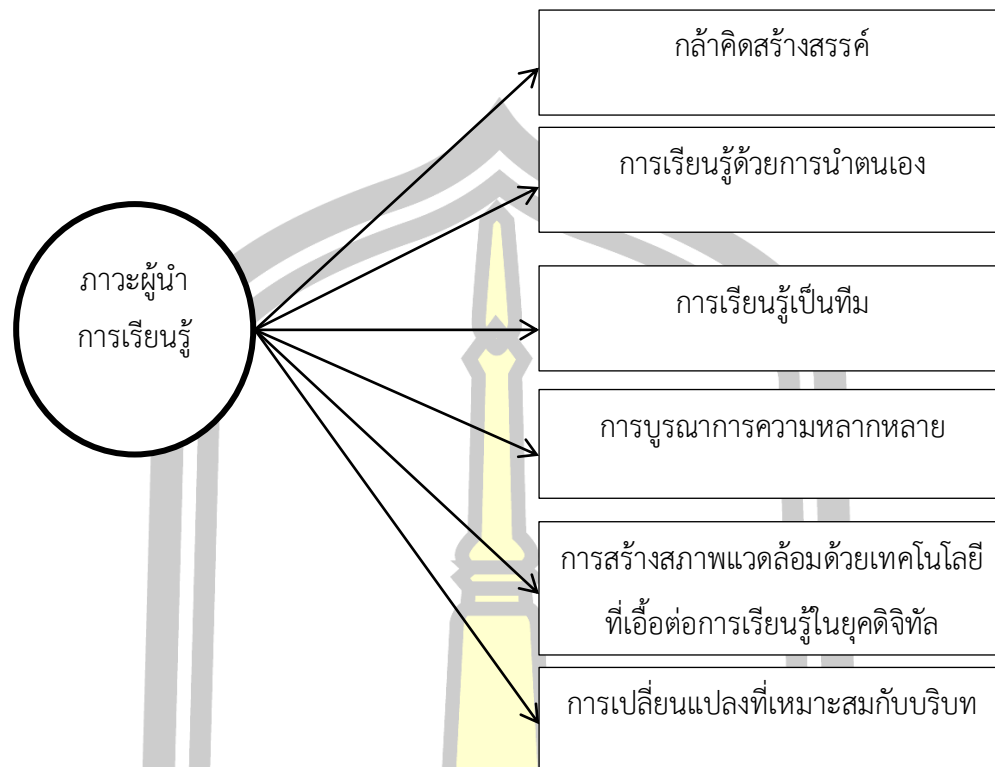 กล้าคิดสร้างสรรค์
การเรียนรู้ด้วยการนำตนเอง
ภาวะผู้นำ
การเรียนรู้
การเรียนรู้เป็นทีม
การบูรณาการความหลากหลาย
การสร้างสภาพแวดล้อมด้วยเทคโนโลยี
ที่เอื้อต่อการเรียนรู้ในยุคดิจิทัล
การเปลี่ยนแปลงที่เหมาะสมกับบริบท